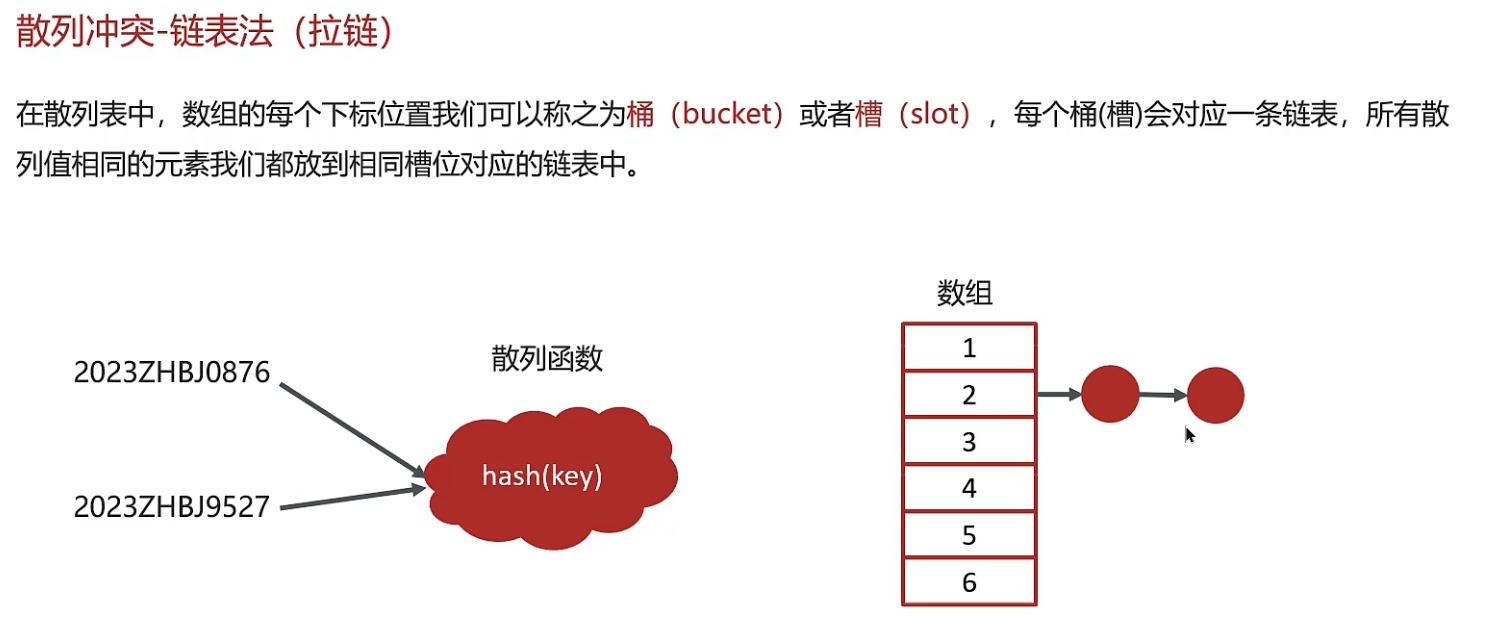 散列冲突-链表法（拉链）
在散列表中，数组的每个下标位置我们可以称之为桶（bucket）或者槽（slot），每个桶(槽)会对应一条链表，所有散
列值相同的元素我们都放到相同槽位对应的链表中。
数组
散列函数
2023ZHBJ0876
2023ZHBJ9527
hash(key)
1
2
3
4
5
6